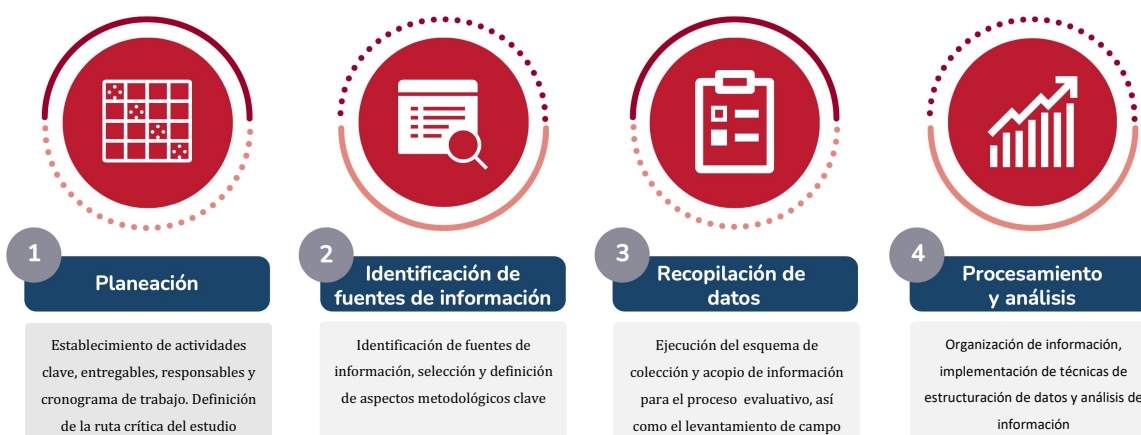 1
Planeación
Establecimiento de actividades
clave, entregables, responsables y
cronograma de trabajo. Definición
de la ruta crítica del estudio
2
Identificación de
fuentes de información
Identificación de fuentes de
información, selección y definición
de aspectos metodológicos clave
3
Recopilación de
datos
Ejecución del esquema de
colección y acopio de información
para el proceso evaluativo, así
como el levantamiento de campo
4
Procesamiento
y análisis
Organización de información,
implementación de técnicas de
estructuración de datos y análisis de
información